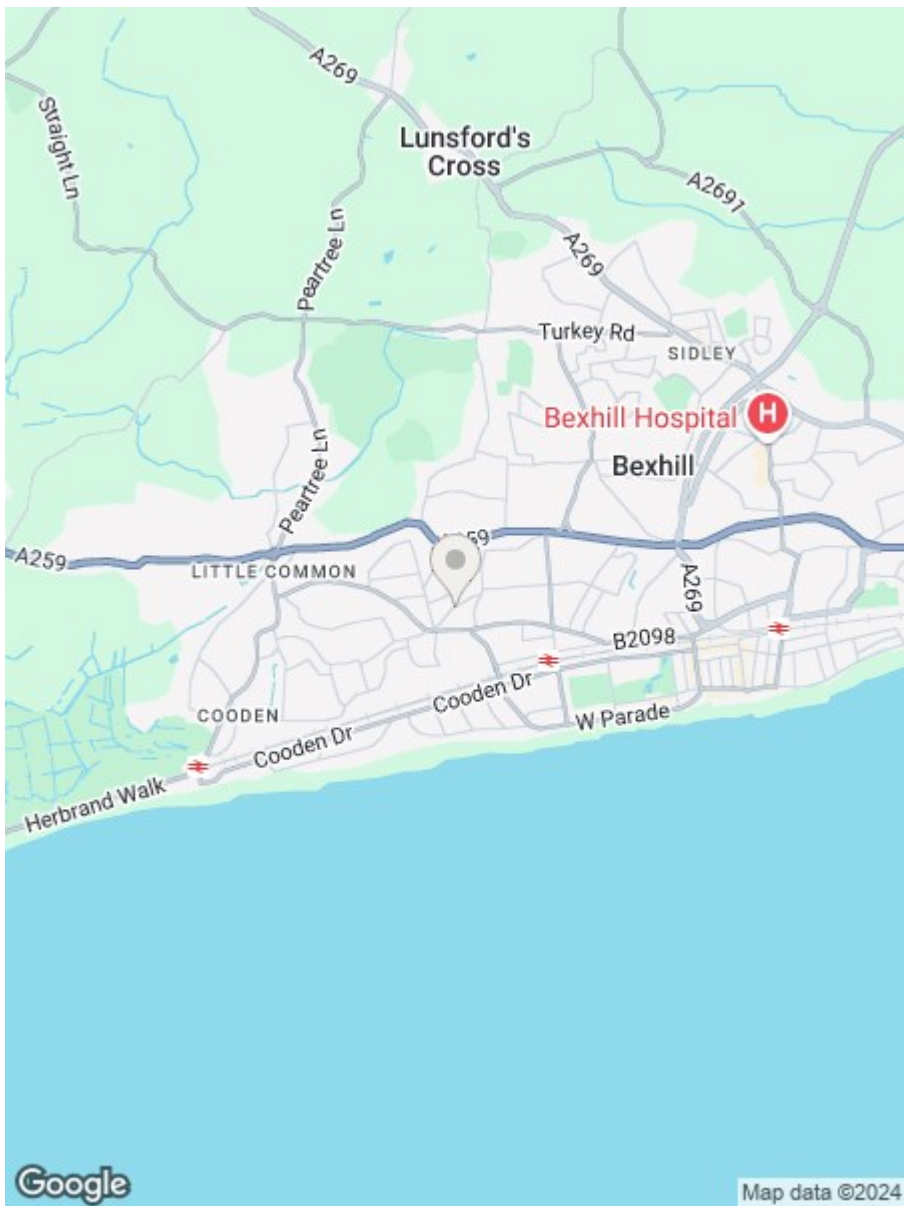 A269
Lunsford's
Cross
Straight Ln
A2691
Peartree Ln
A269
Turkey Rd
SIDLEY
Bexhill Hospital H
Bexhill
Peartree Ln
A259
59
LITTLE COMMON
A269
B2098
Cooden Dr
COODEN
W Parade
Cooden Dr
Herbrand Walk
Google
Map data ©2024